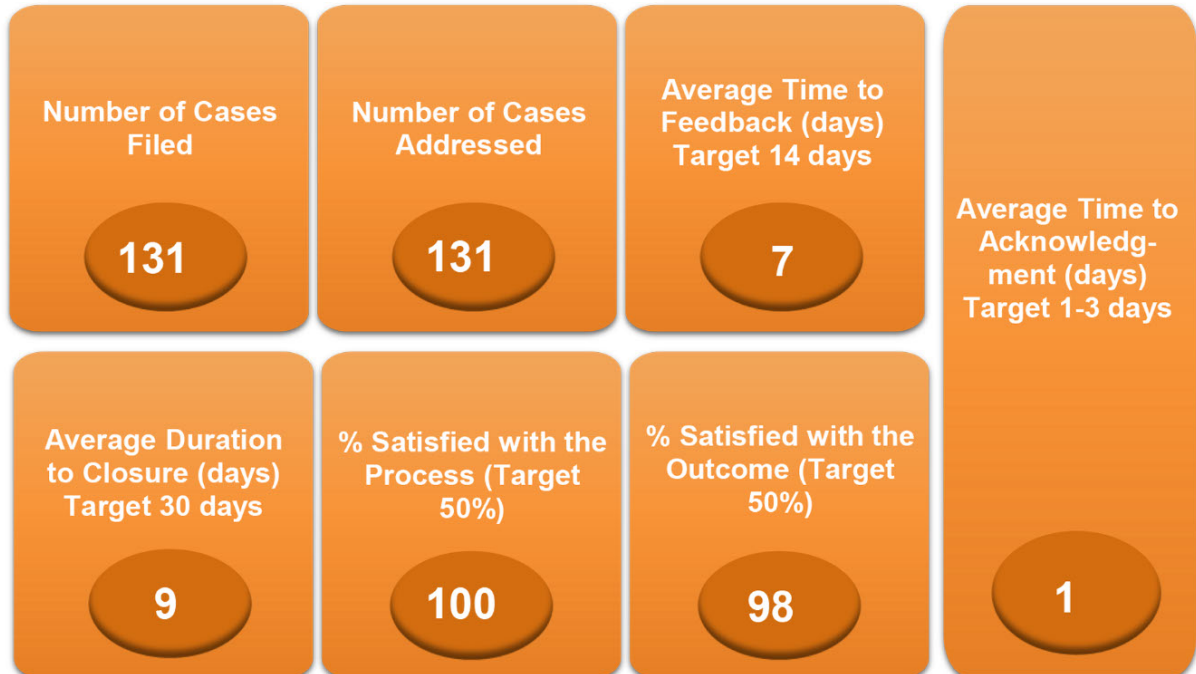 Number of Cases
Filed
131
Number of Cases
Addressed
131
Average Time to
Feedback (days)
Target 14 days
7
Average Time to
Acknowledg-
ment (days)
Target 1-3 days
1
Average Duration
to Closure (days)
Target 30 days
9
% Satisfied with the
Process (Target
50%)
100
% Satisfied with the
Outcome (Target
50%)
98